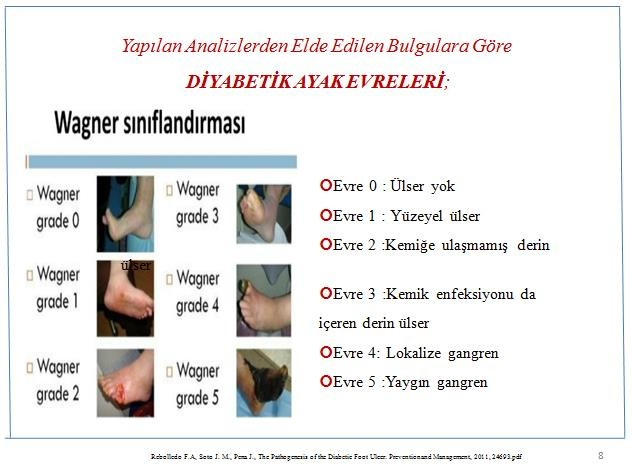 Yapılan Analizlerden Elde Edilen Bulgulara Göre
DİYABETİK AYAK EVRELERİ;
Wagner sınıflandırması
Wagner grade 0
Wagner grade 3
Wagner grade 1
Wagner grade 4
Wagner grade 2
Wagner grade 5
Evre 0 : Ülser yok
Evre 1 : Yüzeyel ülser
Evre 2 :Kemiğe ulaşmamış derin
ülser
Evre 3 :Kemik enfeksiyonu da
içeren derin ülser
Evre 4: Lokalize gangren
Evre 5 :Yaygın gangren
Rebolledo F.A, Soto J. M., Pena J., The Pathogenesis of the Diabetic Foot Ulcer. Preventionand Management, 2011, 24693.pdf
8